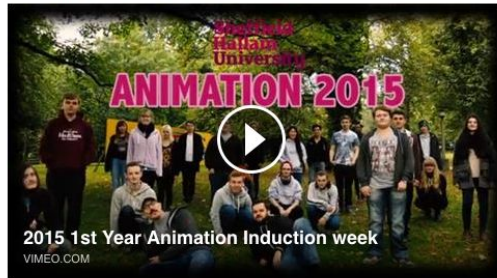 Sheffield
Hallam
University
ANIMATION 2015
2015 1st Year Animation Induction week
VIMEO.COM